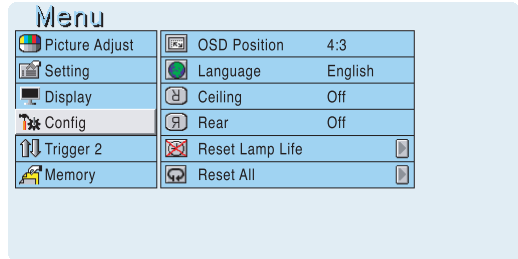 Menu
Picture Adjust
Setting
Display
Config
Trigger 2
Memory
OSD Position 4:3
Language English
Ceiling Off
Rear Off
Reset Lamp Life
Reset All